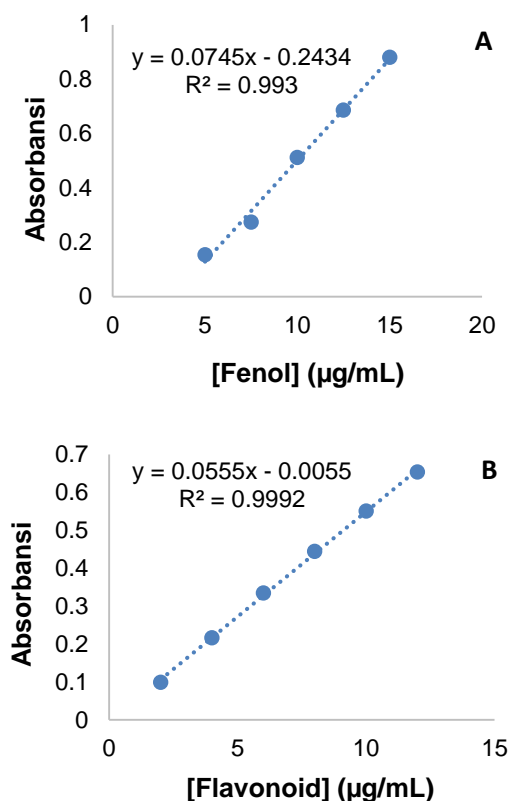 A
y = 0.0745x - 0.2434
R² = 0.993
Absorbansi
1
0.8
0.6
0.4
0.2
0
0 5 10 15 20
[Fenol] (µg/mL)
B
y = 0.0555x - 0.0055
R² = 0.9992
Absorbansi
0.7
0.6
0.5
0.4
0.3
0.2
0.1
0
0 5 10 15
[Flavonoid] (µg/mL)